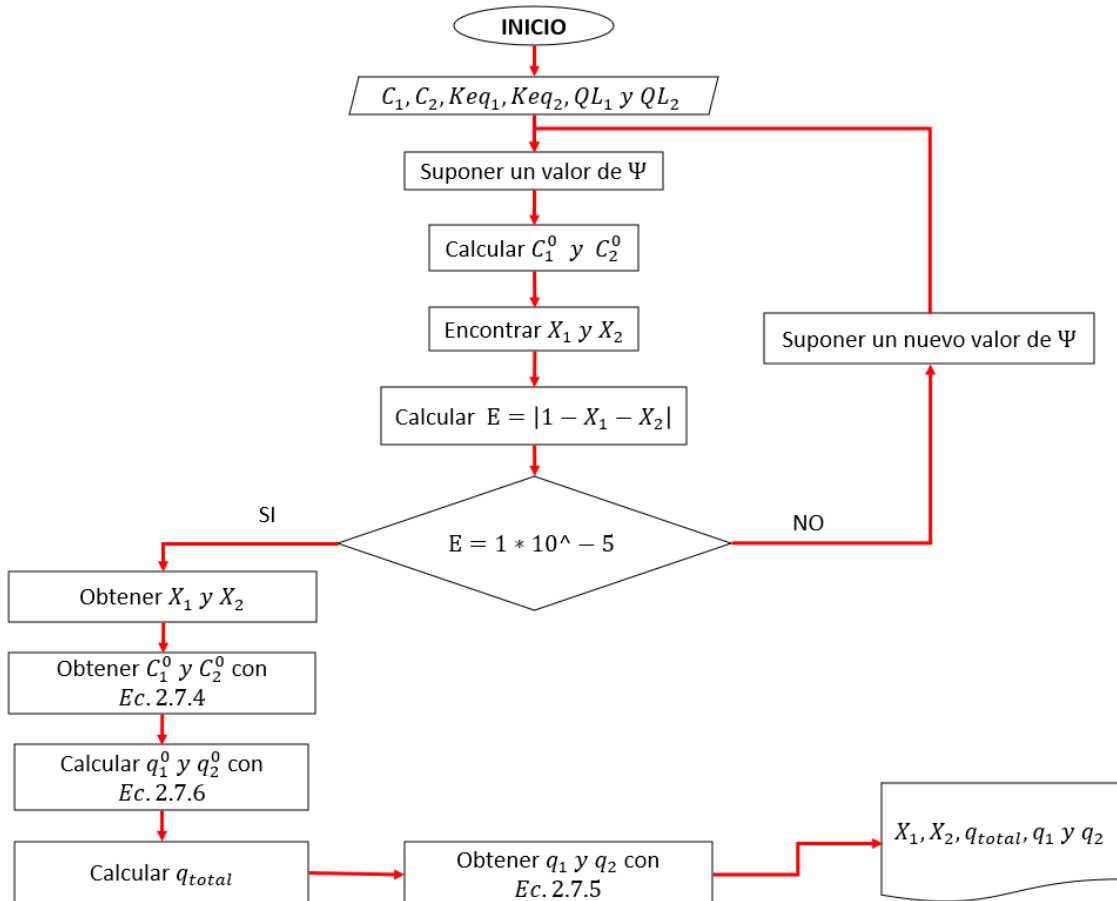 INICIO
C₁, C₂, Keq₁, Keq₂, QL₁ y QL₂
Suponer un valor de Ψ
Calcular C₁⁰ y C₂⁰
Encontrar X₁ y X₂
Suponer un nuevo valor de Ψ
Calcular E = |1 − X₁ − X₂|
SI
NO
E = 1 * 10^ − 5
Obtener X₁ y X₂
Obtener C₁⁰ y C₂⁰ con
Ec. 2.7.4
Calcular q₁⁰ y q₂⁰ con
Ec. 2.7.6
Calcular qₜₒₜₐₗ
Obtener q₁ y q₂ con
Ec. 2.7.5
X₁, X₂, qₜₒₜₐₗ, q₁ y q₂